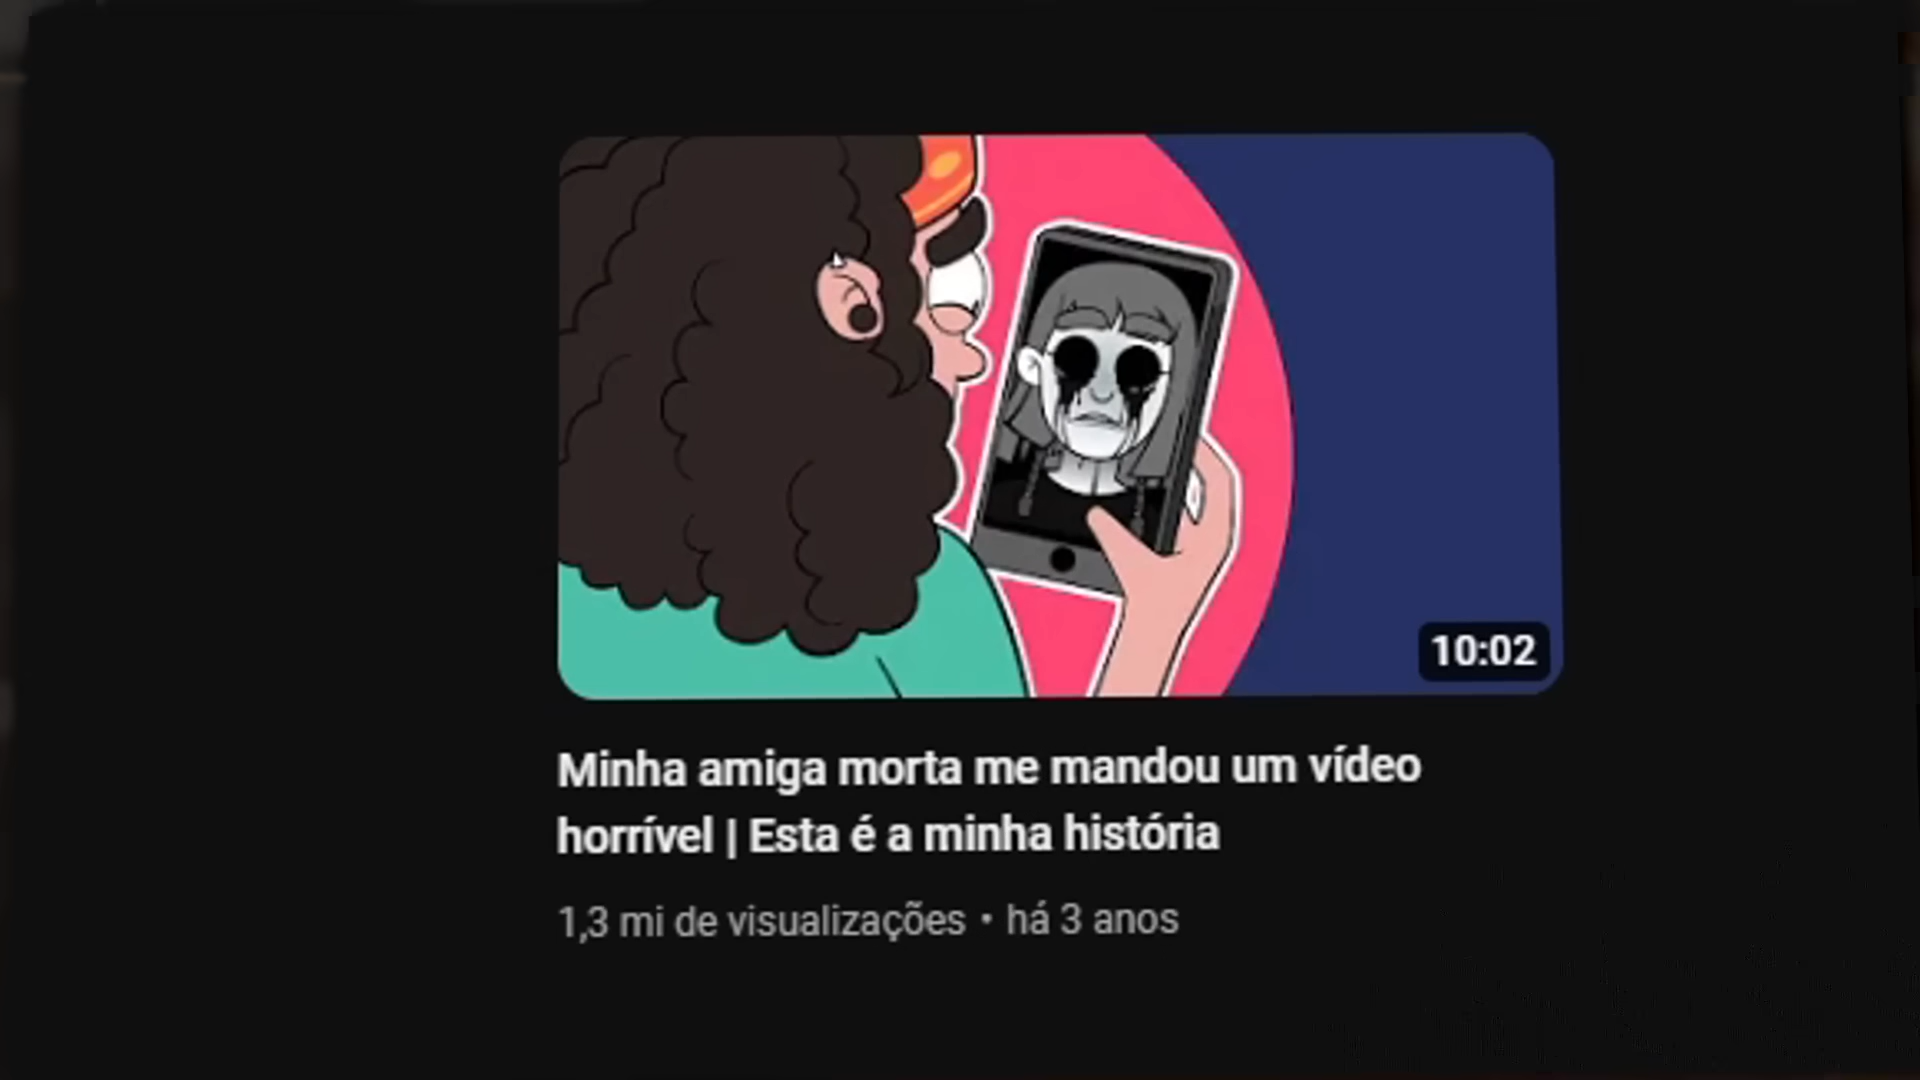 10:02
Minha amiga morta me mandou um vídeo
horrível | Esta é a minha história
1,3 mi de visualizações • há 3 anos